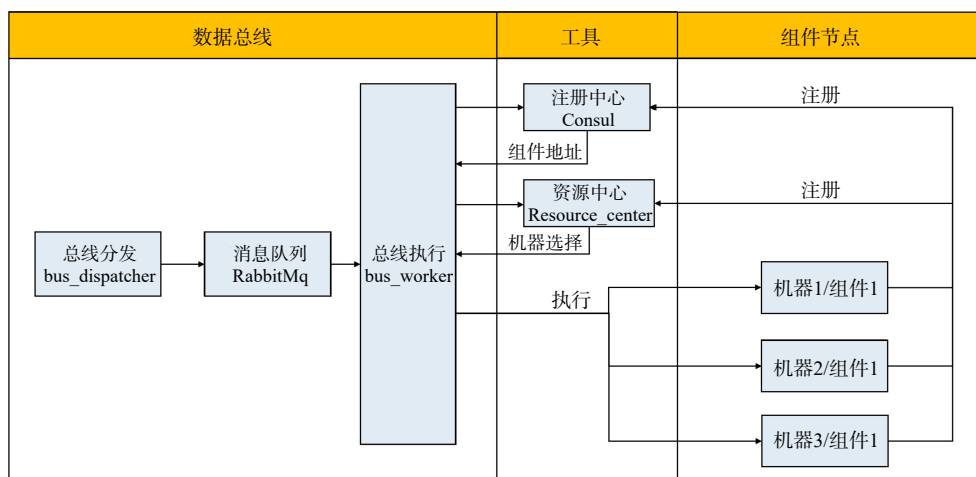 数据总线
工具
组件节点
注册中心
Consul
注册
组件地址
资源中心
Resource_center
注册
机器选择
总线分发
bus_dispatcher
消息队列
RabbitMq
总线执行
bus_worker
执行
机器1/组件1
机器2/组件1
机器3/组件1